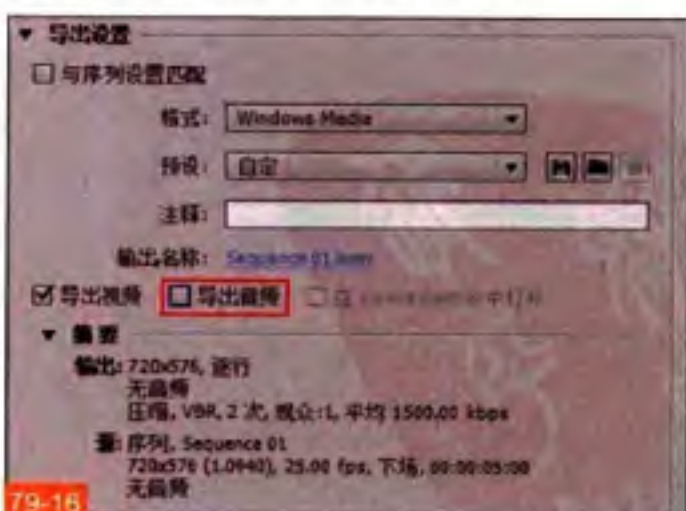 导出设置
与序列设置匹配
格式: Windows Media
预设: 自定
注释:
输出名称: Sequence 01.wmv
导出视频 导出音频
摘要
输出: 720x576, 逐行
无音频
压缩, VBR, 2 次, 观众:1, 平均 1500.00 kbps
源: 序列, Sequence 01
720x576 (1.0940), 25.00 fps, 下场, 00:00:05:00
无音频
79-16